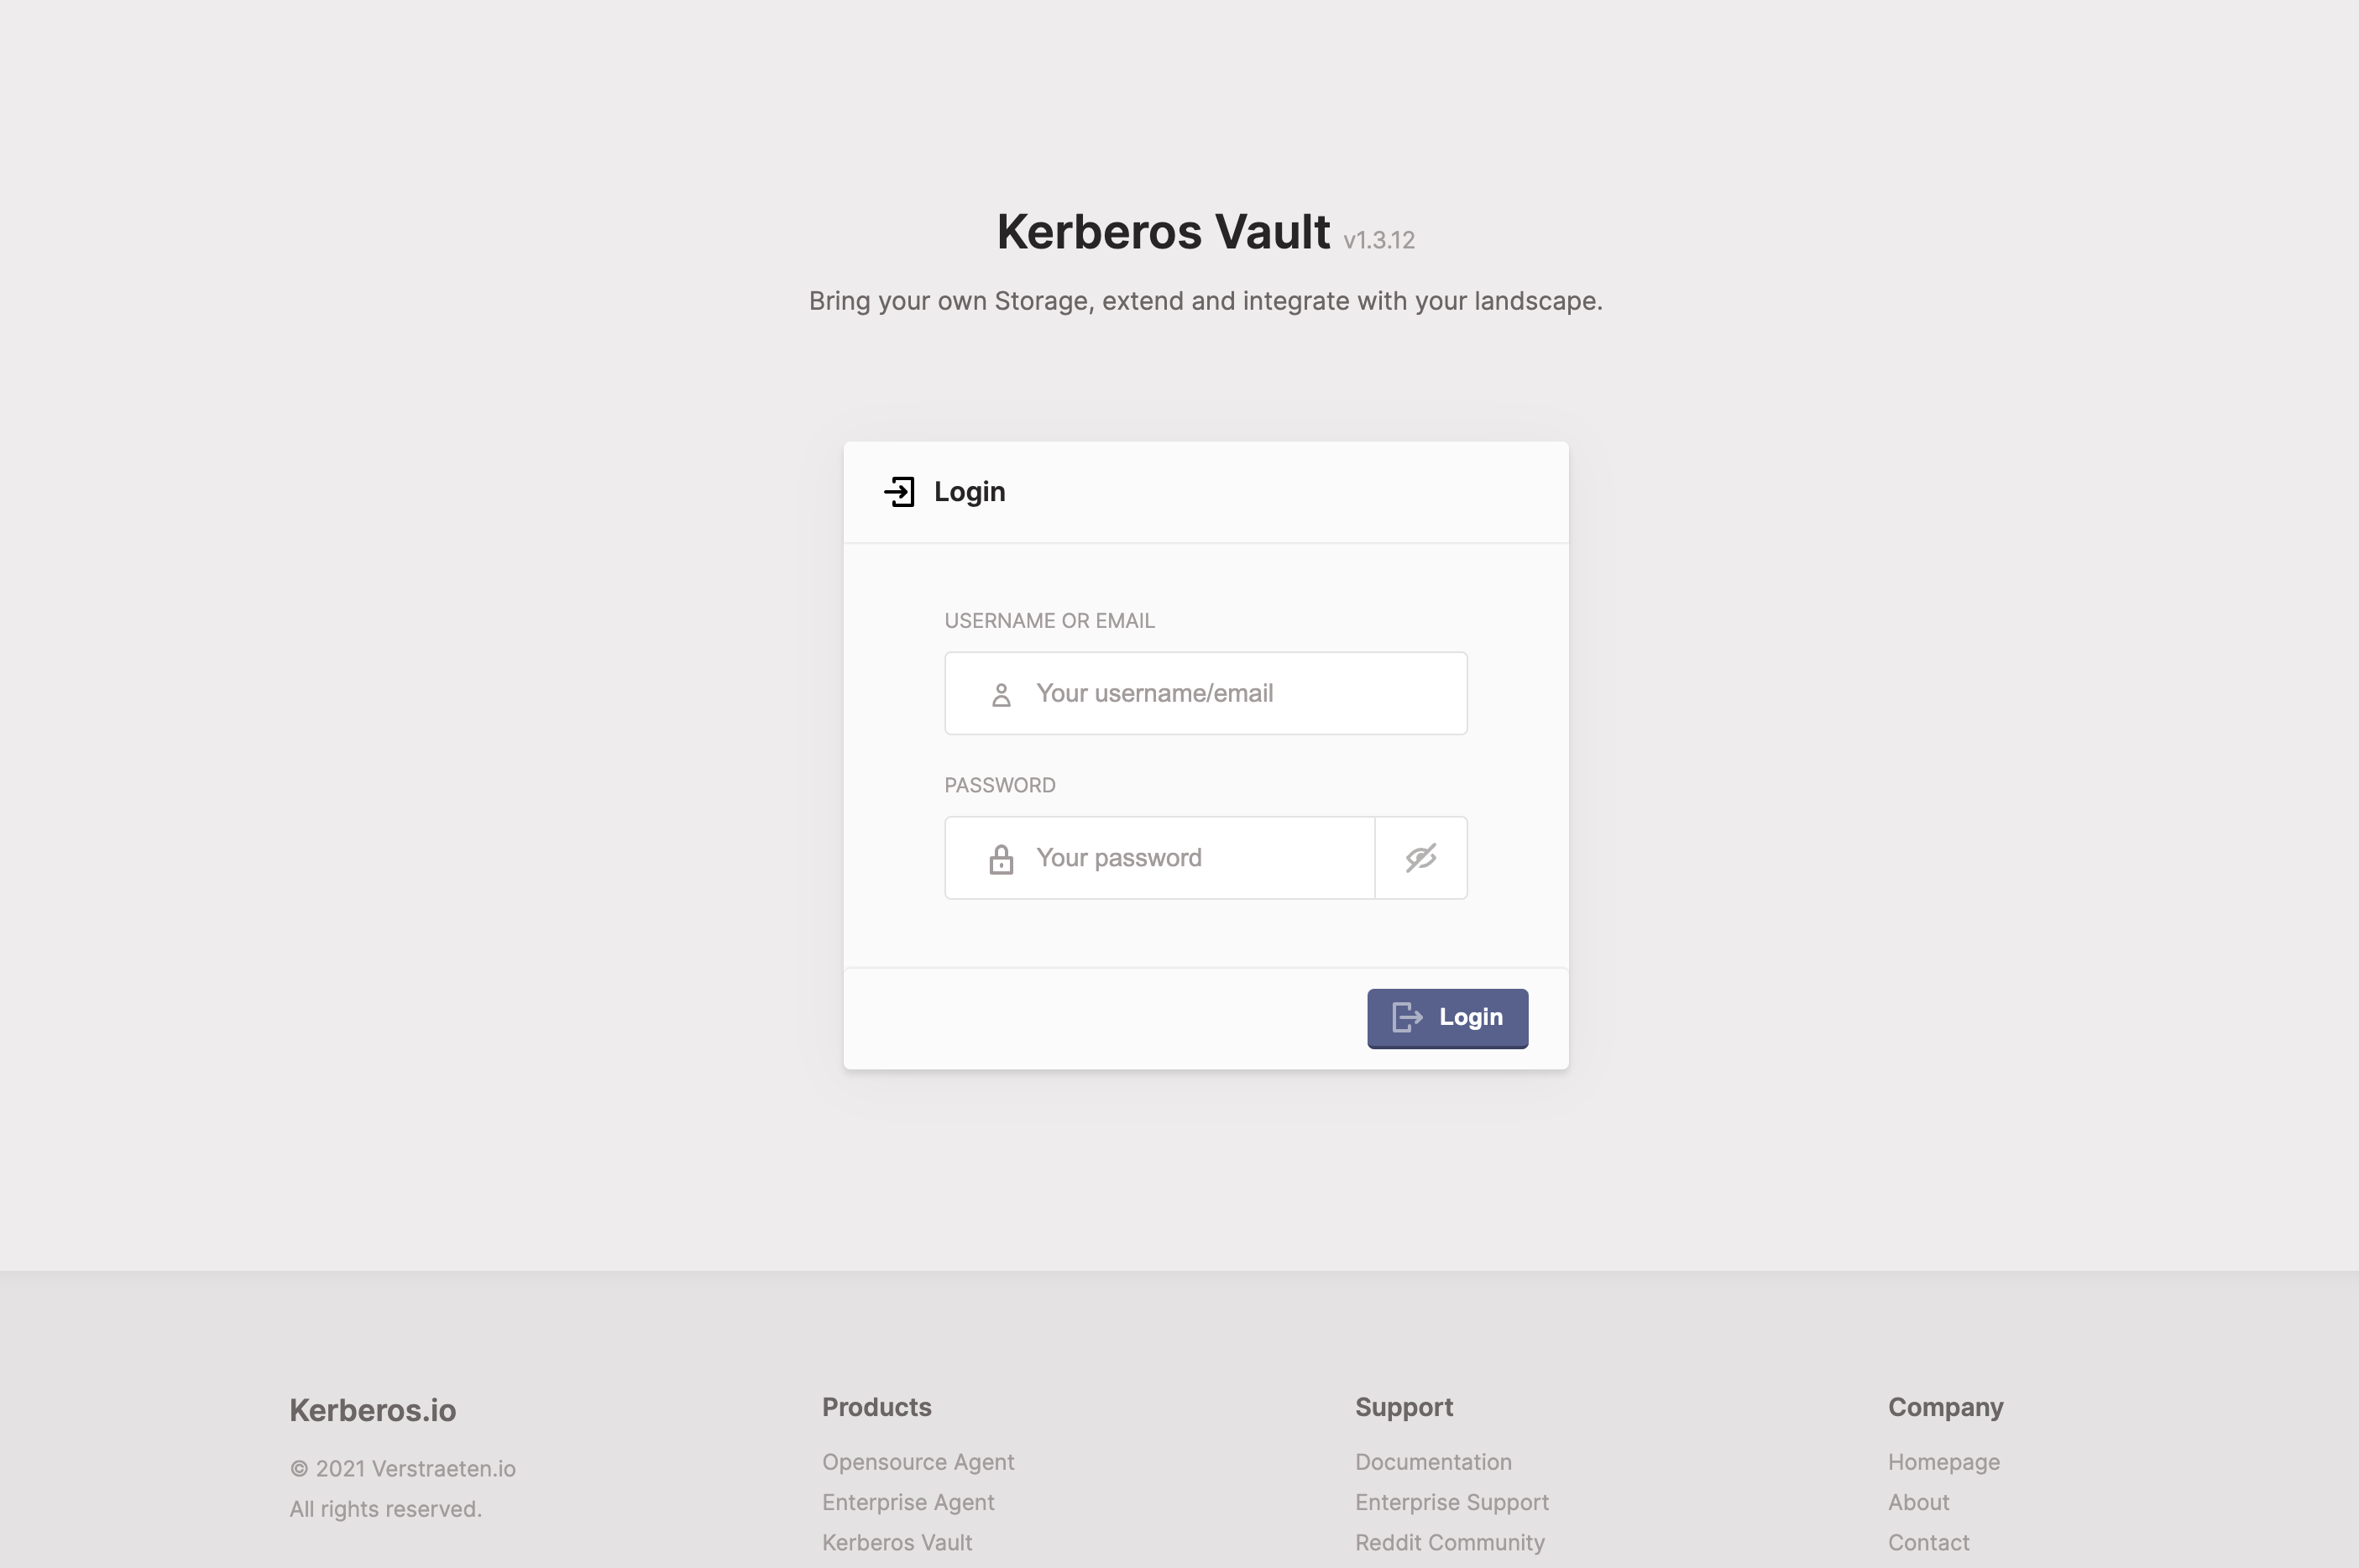 Kerberos Vault v1.3.12
Bring your own Storage, extend and integrate with your landscape.
Login
USERNAME OR EMAIL
Your username/email
PASSWORD
Your password
Login
Kerberos.io
© 2021 Verstraeten.io
All rights reserved.
Products
Opensource Agent
Enterprise Agent
Kerberos Vault
Support
Documentation
Enterprise Support
Reddit Community
Company
Homepage
About
Contact